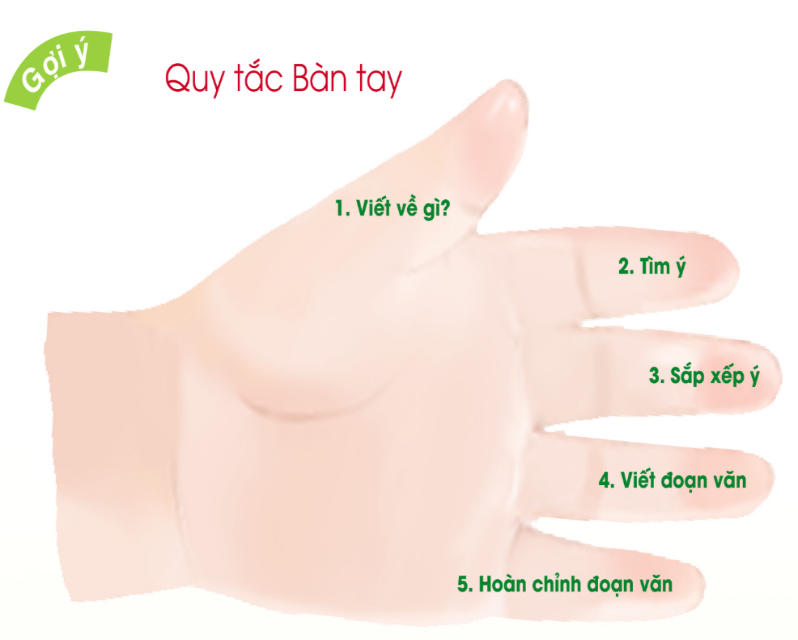 Gợi ý
Quy tắc Bàn tay
1. Viết về gì?
2. Tìm ý
3. Sắp xếp ý
4. Viết đoạn văn
5. Hoàn chỉnh đoạn văn